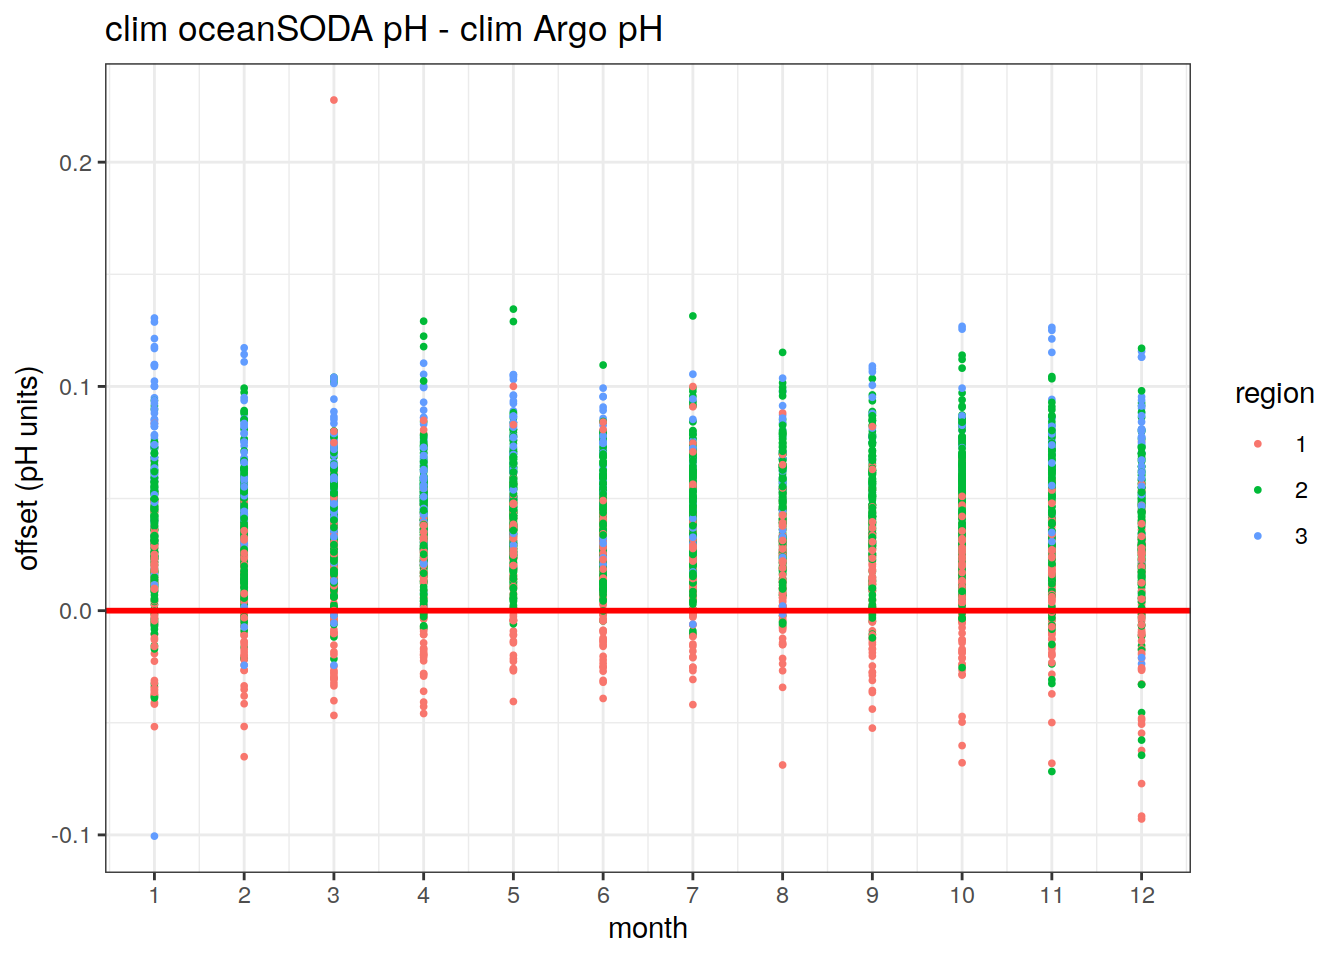 clim oceanSODA pH - clim Argo pH
offset (pH units)
0.2
0.1
0.0
-0.1
1 2 3 4 5 6 7 8 9 10 11 12
month
region
1
2
3